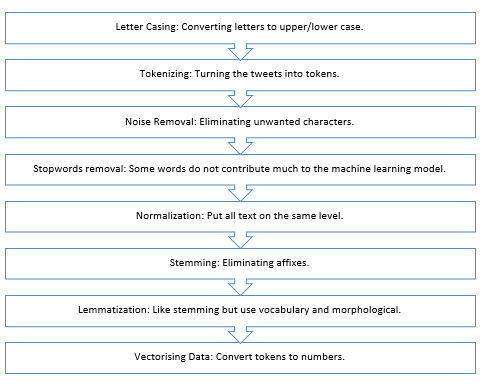 Letter Casing: Converting letters to upper/lower case.
Tokenizing: Turning the tweets into tokens.
Noise Removal: Eliminating unwanted characters.
Stopwords removal: Some words do not contribute much to the machine learning model.
Normalization: Put all text on the same level.
Stemming: Eliminating affixes.
Lemmatization: Like stemming but use vocabulary and morphological.
Vectorising Data: Convert tokens to numbers.